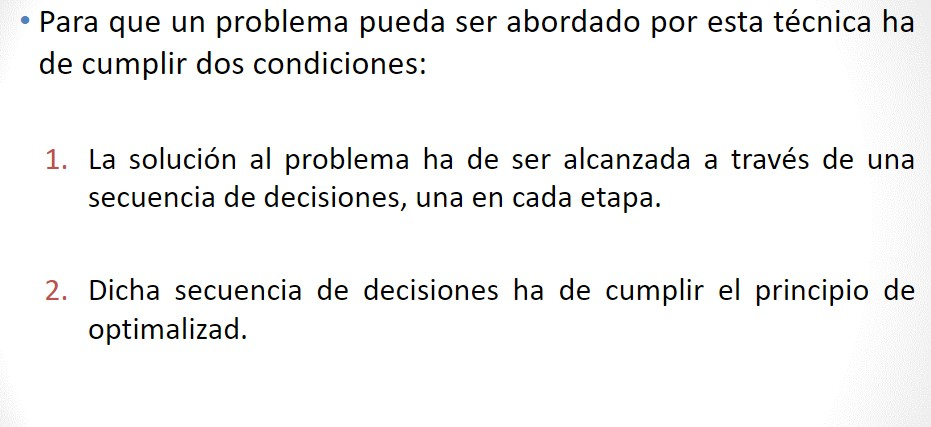 • Para que un problema pueda ser abordado por esta técnica ha
de cumplir dos condiciones:
1. La solución al problema ha de ser alcanzada a través de una
secuencia de decisiones, una en cada etapa.
2. Dicha secuencia de decisiones ha de cumplir el principio de
optimalizad.